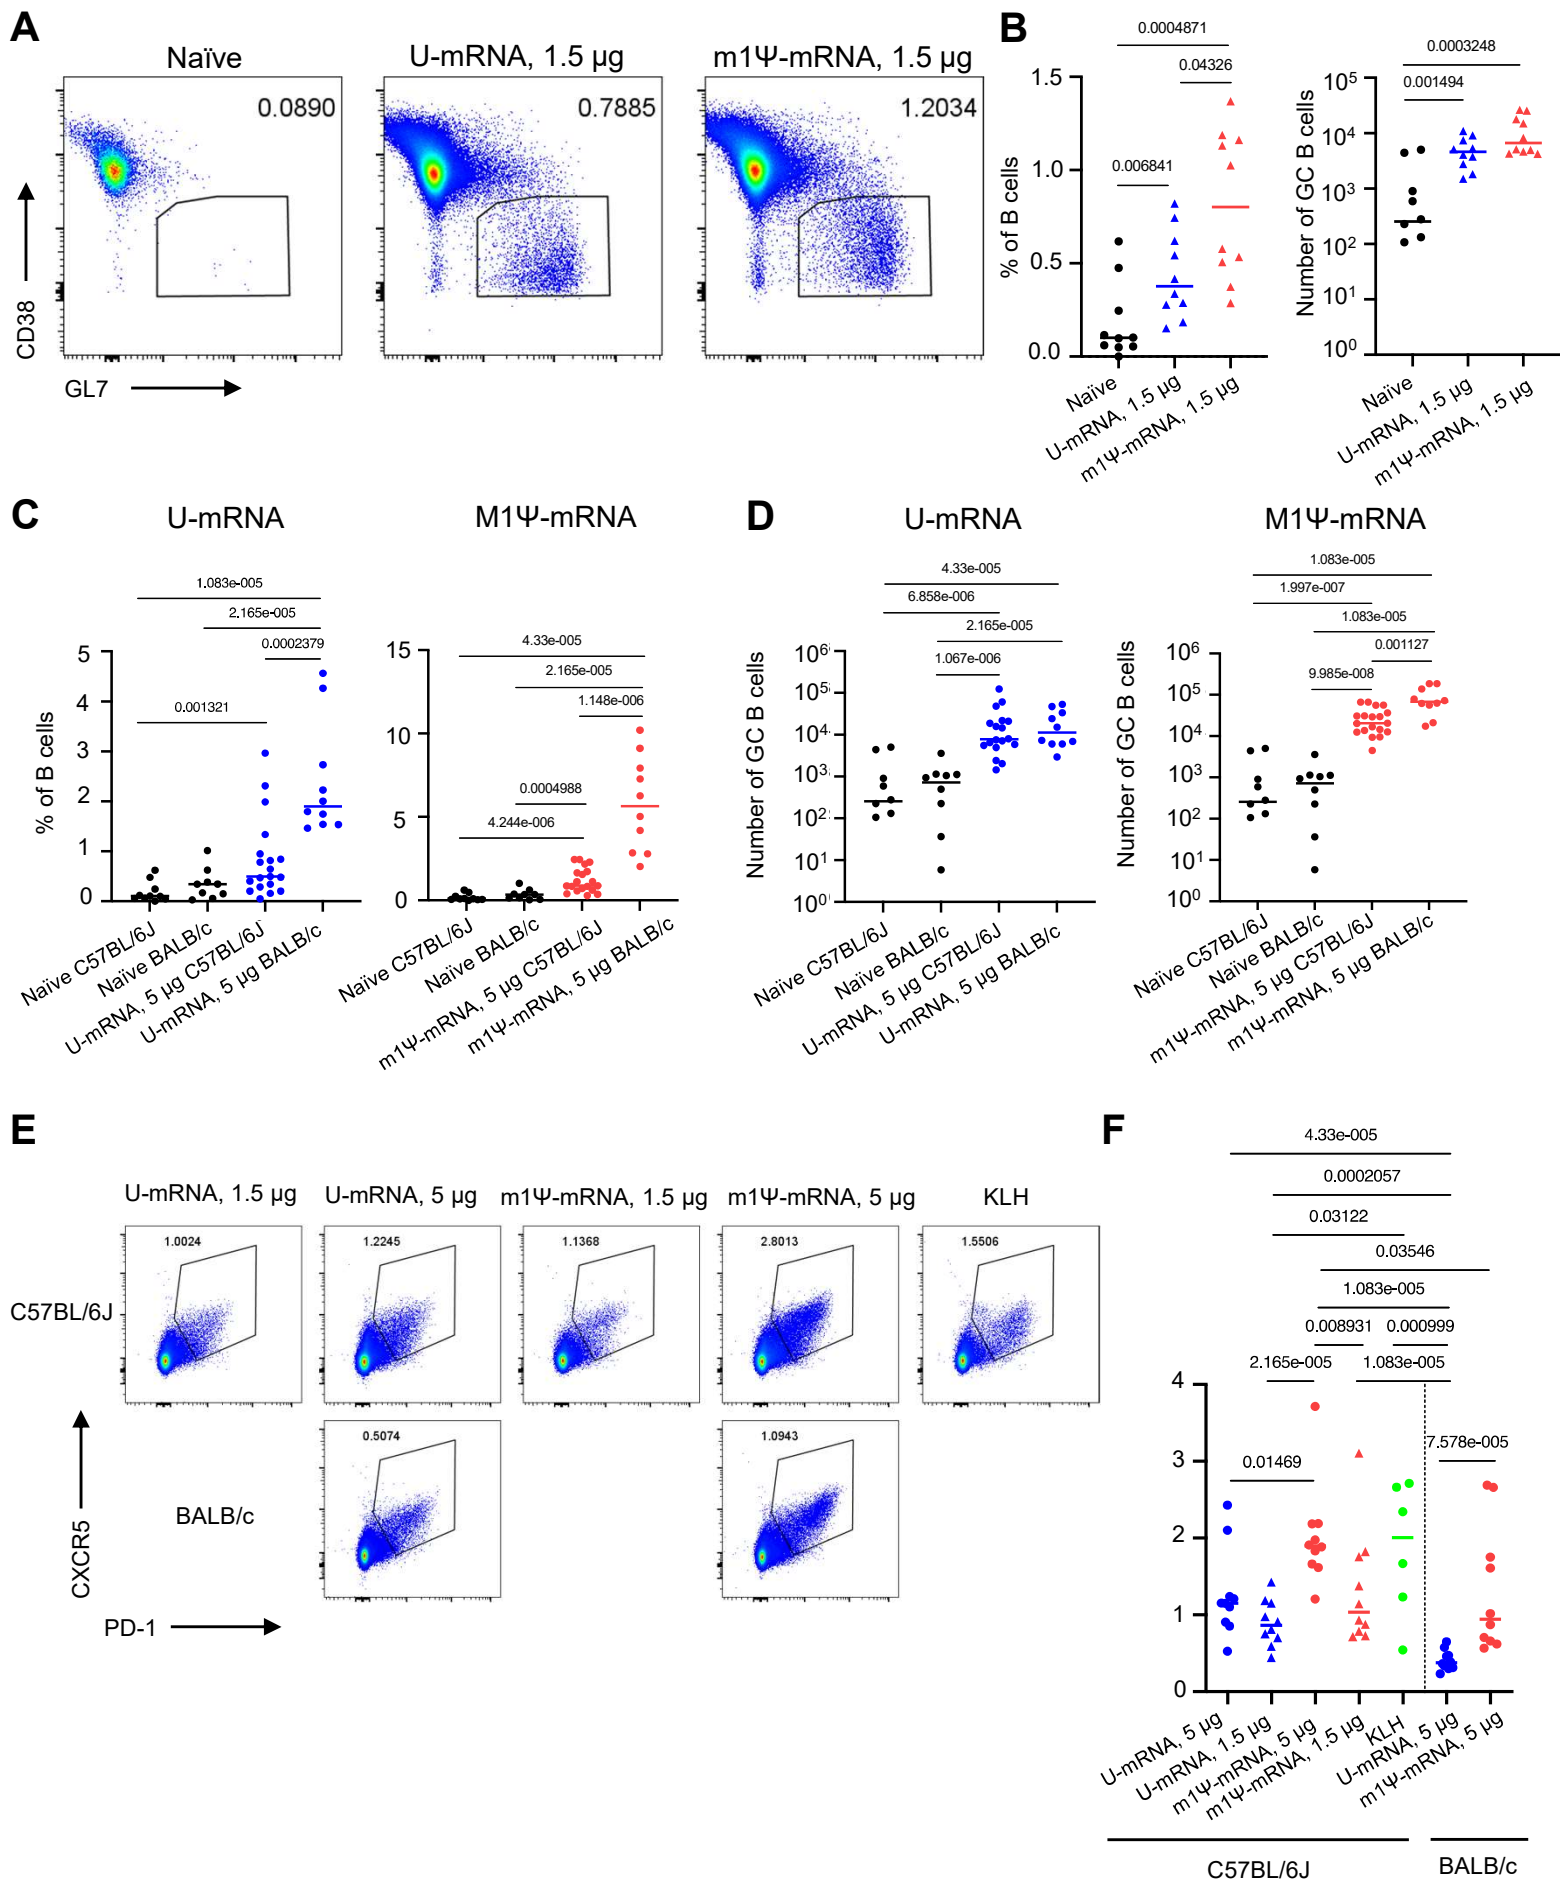 A
Naïve
U-mRNA, 1.5 µg
m1Ψ-mRNA, 1.5 µg
0.0890
0.7885
1.2034
CD38
GL7
B
0.0004871
0.04326
0.006841
1.5
1.0
0.5
0.0
% of B cells
Naïve
U-mRNA, 1.5 µg
m1Ψ-mRNA, 1.5 µg
0.0003248
0.001494
10⁵
10⁴
10³
10²
10¹
10⁰
Number of GC B cells
Naïve
U-mRNA, 1.5 µg
m1Ψ-mRNA, 1.5 µg
C
U-mRNA
1.083e-005
2.165e-005
0.0002379
0.001321
5
4
3
2
1
0
% of B cells
Naïve C57BL/6J
Naïve BALB/c
U-mRNA, 5 µg C57BL/6J
U-mRNA, 5 µg BALB/c
M1Ψ-mRNA
4.33e-005
2.165e-005
1.148e-006
0.0004988
4.244e-006
15
10
5
0
Naïve C57BL/6J
Naïve BALB/c
m1Ψ-mRNA, 5 µg C57BL/6J
m1Ψ-mRNA, 5 µg BALB/c
D
U-mRNA
4.33e-005
6.858e-006
2.165e-005
1.067e-006
10⁶
10⁵
10⁴
10³
10²
10¹
10⁰
Number of GC B cells
Naïve C57BL/6J
Naïve BALB/c
U-mRNA, 5 µg C57BL/6J
U-mRNA, 5 µg BALB/c
M1Ψ-mRNA
1.083e-005
1.997e-007
1.083e-005
0.001127
9.985e-008
10⁶
10⁵
10⁴
10³
10²
10¹
10⁰
Number of GC B cells
Naïve C57BL/6J
Naïve BALB/c
m1Ψ-mRNA, 5 µg C57BL/6J
m1Ψ-mRNA, 5 µg BALB/c
E
U-mRNA, 1.5 µg
U-mRNA, 5 µg
m1Ψ-mRNA, 1.5 µg
m1Ψ-mRNA, 5 µg
KLH
C57BL/6J
1.0024
1.2245
1.1368
2.8013
1.5506
BALB/c
0.5074
1.0943
CXCR5
PD-1
F
4.33e-005
0.0002057
0.03122
0.03546
1.083e-005
0.008931
0.000999
2.165e-005
1.083e-005
7.578e-005
0.01469
4
3
2
1
0
U-mRNA, 5 µg
U-mRNA, 1.5 µg
m1Ψ-mRNA, 5 µg
m1Ψ-mRNA, 1.5 µg
KLH
U-mRNA, 5 µg
m1Ψ-mRNA, 5 µg
C57BL/6J
BALB/c